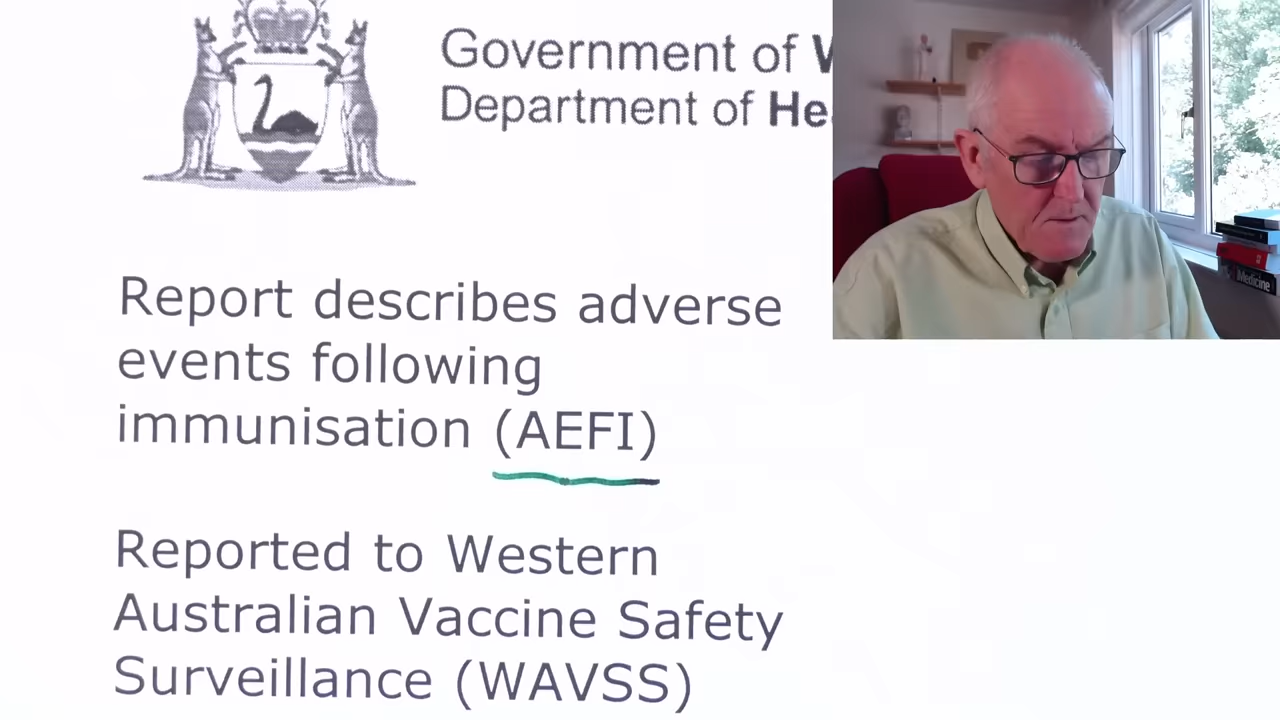 Government of
Department of
Report describes adverse
events following
immunisation (AEFI)
Reported to Western
Australian Vaccine Safety
Surveillance (WAVSS)
Medicine